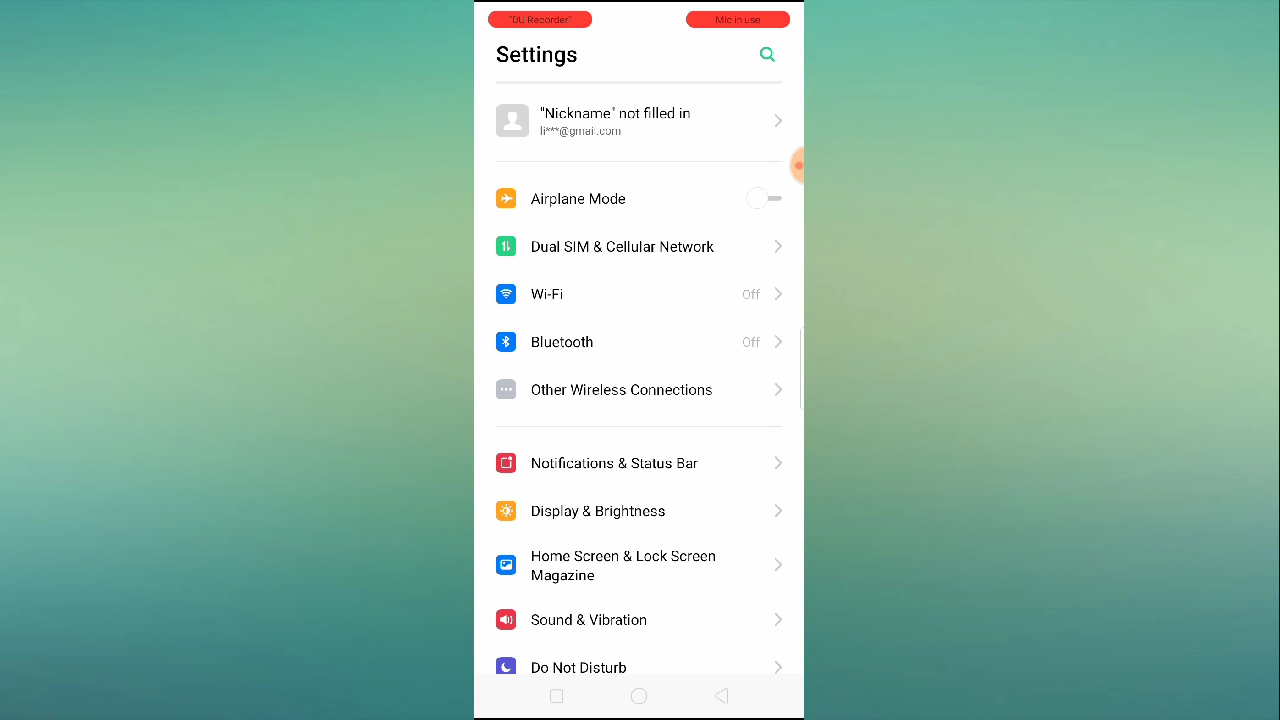 "DU Recorder"
Mic in use
Settings
"Nickname" not filled in
li***@gmail.com
Airplane Mode
Dual SIM & Cellular Network
Wi-Fi
Off
Bluetooth
Off
Other Wireless Connections
Notifications & Status Bar
Display & Brightness
Home Screen & Lock Screen
Magazine
Sound & Vibration
Do Not Disturb